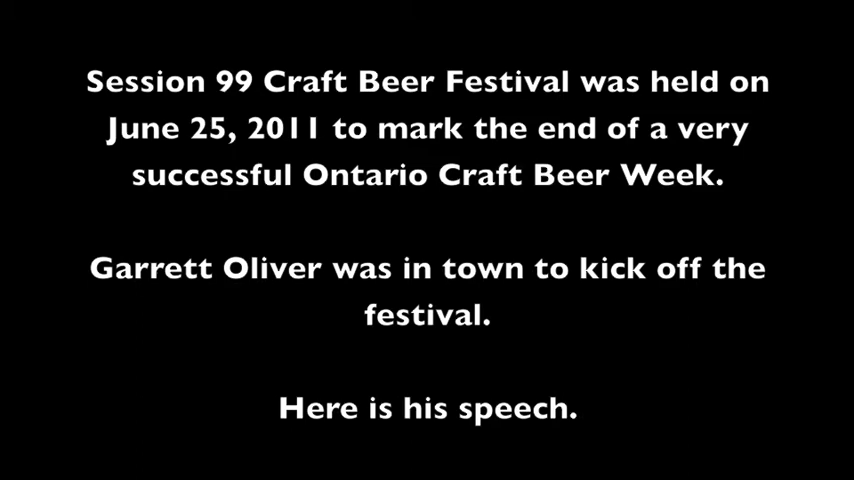 Session 99 Craft Beer Festival was held on
June 25, 2011 to mark the end of a very
successful Ontario Craft Beer Week.
Garrett Oliver was in town to kick off the
festival.
Here is his speech.